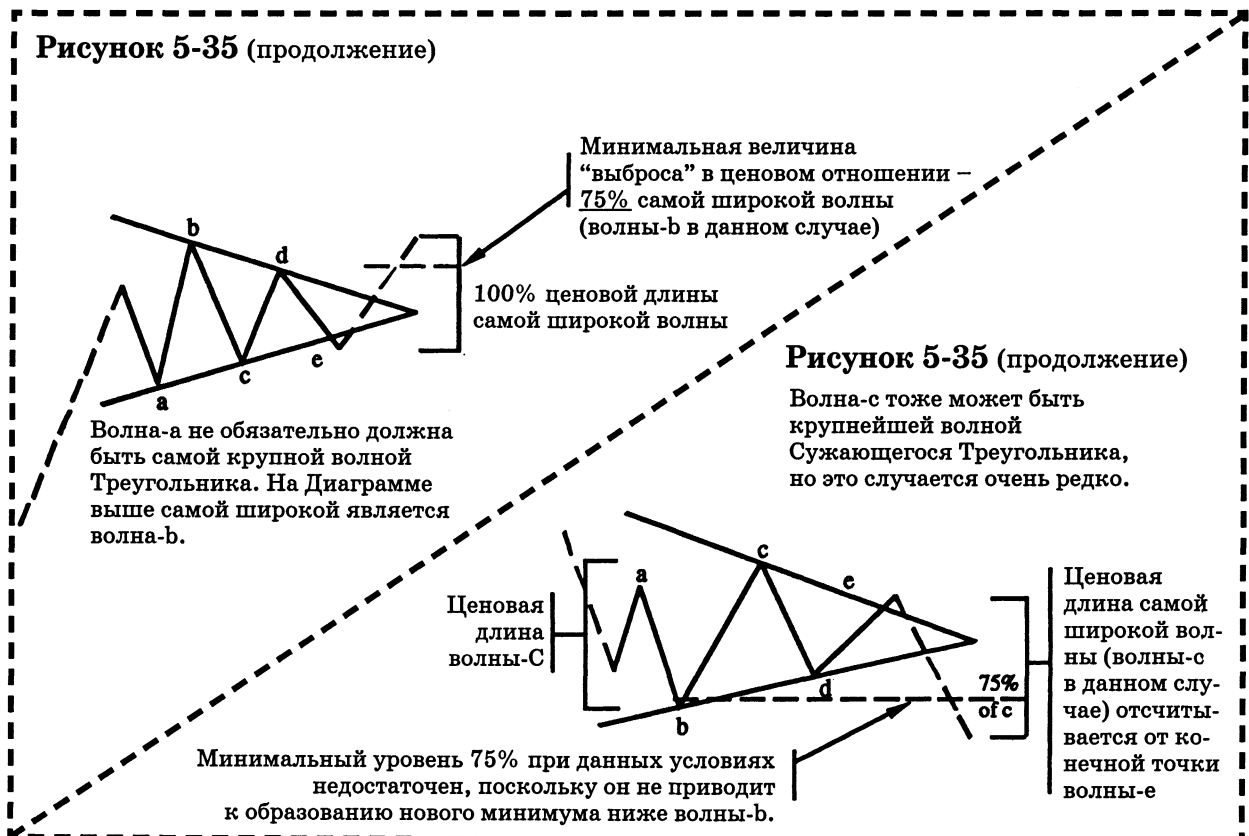 Рисунок 5-35 (продолжение)
Минимальная величина
“выброса” в ценовом отношении –
75% самой широкой волны
(волны-b в данном случае)
b
d
100% ценовой длины
самой широкой волны
e
c
a
Волна-a не обязательно должна
быть самой крупной волной
Треугольника. На Диаграмме
выше самой широкой является
волна-b.
Рисунок 5-35 (продолжение)
Волна-c тоже может быть
крупнейшей волной
Сужающегося Треугольника,
но это случается очень редко.
c
a
e
Ценовая
длина
волны-C
d
b
75%
of c
Ценовая
длина самой
широкой вол-
ны (волны-c
в данном слу-
чае) отсчиты-
вается от ко-
нечной точки
волны-e
Минимальный уровень 75% при данных условиях
недостаточен, поскольку он не приводит
к образованию нового минимума ниже волны-b.